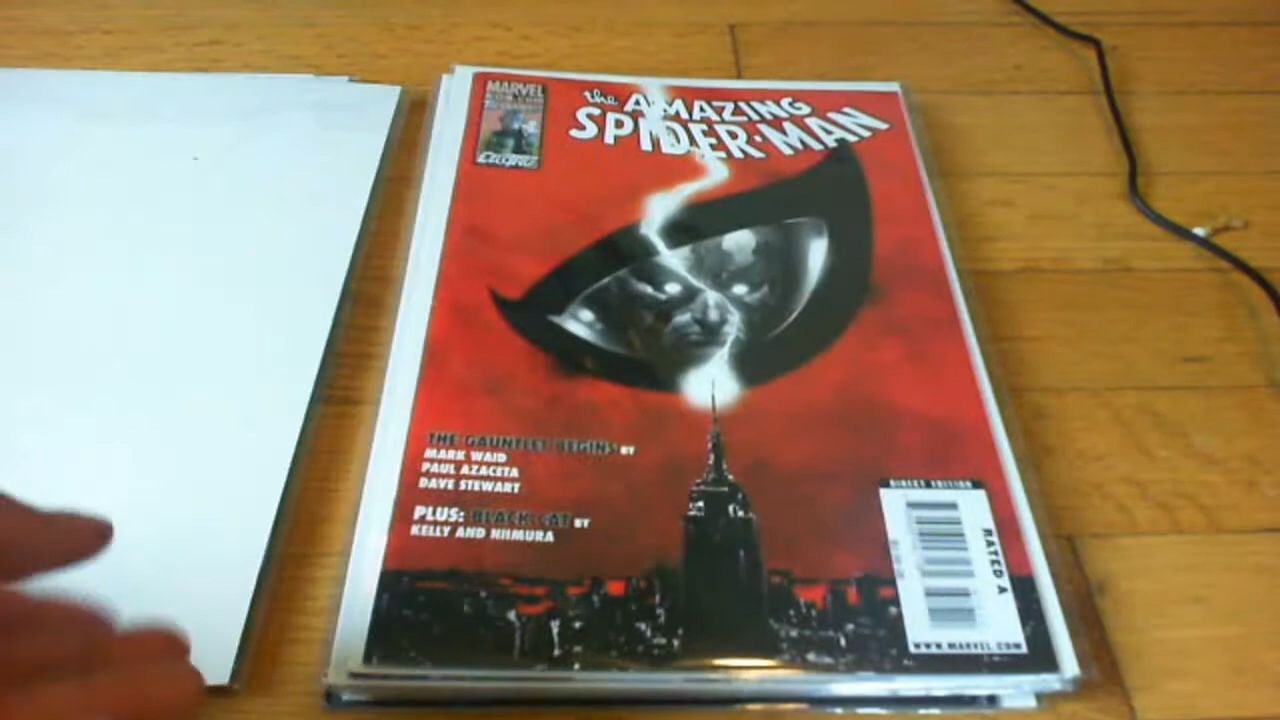 MARVEL
the AMAZING
SPIDER-MAN
THE GAUNTLET BEGINS BY
MARK WAID
PAUL AZACETA
DAVE STEWART
PLUS: BLACK CAT BY
KELLY AND NIIMURA
DIRECT EDITION
RATED A
WWW.MARVEL.COM